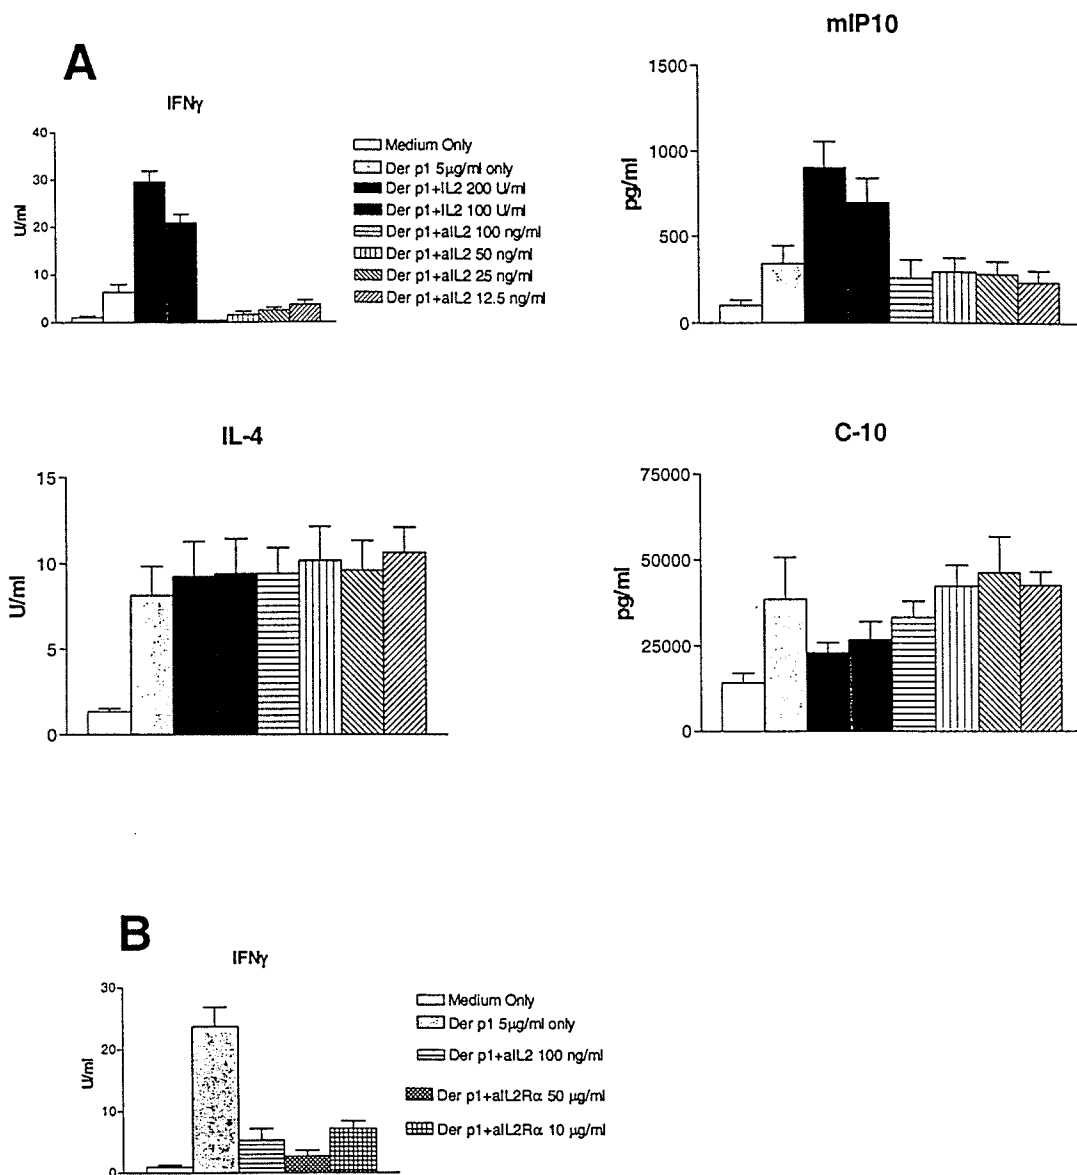 A
IFNγ
40
30
20
10
0
U/ml
Medium Only
Der p1 5μg/ml only
Der p1+IL2 200 U/ml
Der p1+IL2 100 U/ml
Der p1+aIL2 100 ng/ml
Der p1+aIL2 50 ng/ml
Der p1+aIL2 25 ng/ml
Der p1+aIL2 12.5 ng/ml
mIP10
1500
1000
500
0
pg/ml
IL-4
15
10
5
0
U/ml
C-10
75000
50000
25000
0
pg/ml
B
IFNγ
30
20
10
0
U/ml
Medium Only
Der p1 5μg/ml only
Der p1+aIL2 100 ng/ml
Der p1+aIL2Rα 50 μg/ml
Der p1+aIL2Rα 10 μg/ml